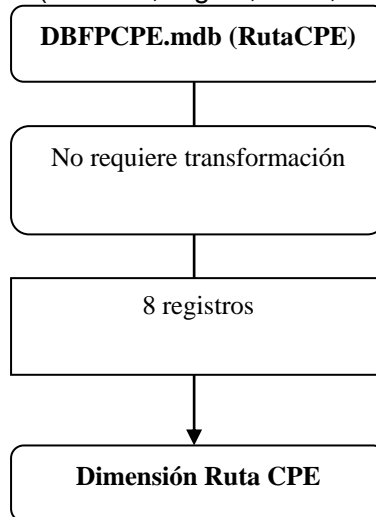 DBFPCPE.mdb (RutaCPE)
No requiere transformación
8 registros
Dimensión Ruta CPE